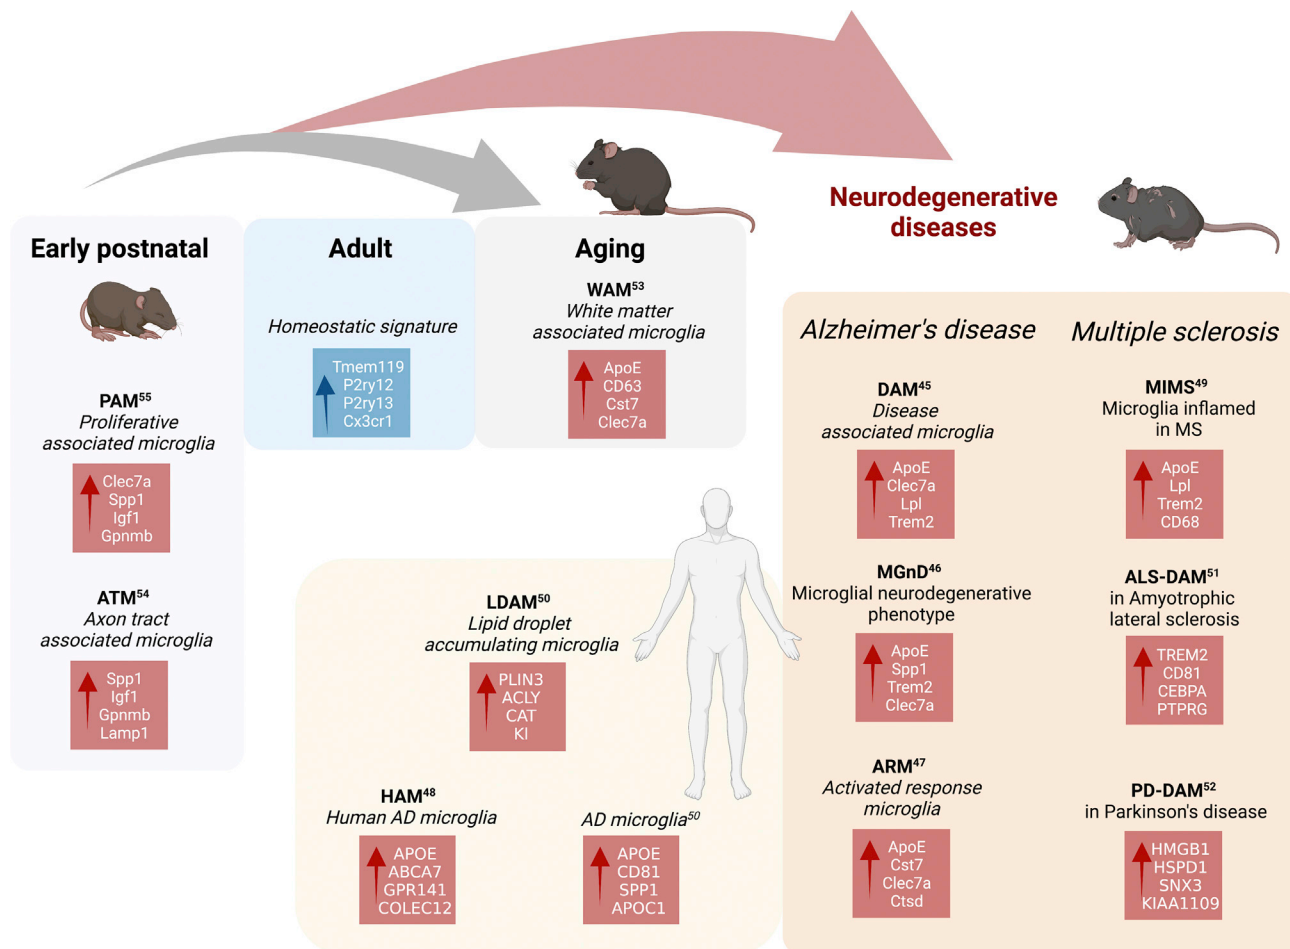 Neurodegenerative
diseases
Early postnatal
PAM55
Proliferative
associated microglia
Clec7a
Spp1
Igf1
Gpnmb
ATM54
Axon tract
associated microglia
Spp1
Igf1
Gpnmb
Lamp1
Adult
Homeostatic signature
Tmem119
P2ry12
P2ry13
Cx3cr1
Aging
WAM53
White matter
associated microglia
ApoE
CD63
Cst7
Clec7a
LDAM50
Lipid droplet
accumulating microglia
PLIN3
ACLY
CAT
KI
HAM48
Human AD microglia
APOE
ABCA7
GPR141
COLEC12
AD microglia50
APOE
CD81
SPP1
APOC1
Alzheimer's disease
DAM45
Disease
associated microglia
ApoE
Clec7a
Lpl
Trem2
MGnD46
Microglial neurodegenerative
phenotype
ApoE
Spp1
Trem2
Clec7a
ARM47
Activated response
microglia
ApoE
Cst7
Clec7a
Ctsd
Multiple sclerosis
MIMS49
Microglia inflamed
in MS
ApoE
Lpl
Trem2
CD68
ALS-DAM51
in Amyotrophic
lateral sclerosis
TREM2
CD81
CEBPA
PTPRG
PD-DAM52
in Parkinson's disease
HMGB1
HSPD1
SNX3
KIAA1109